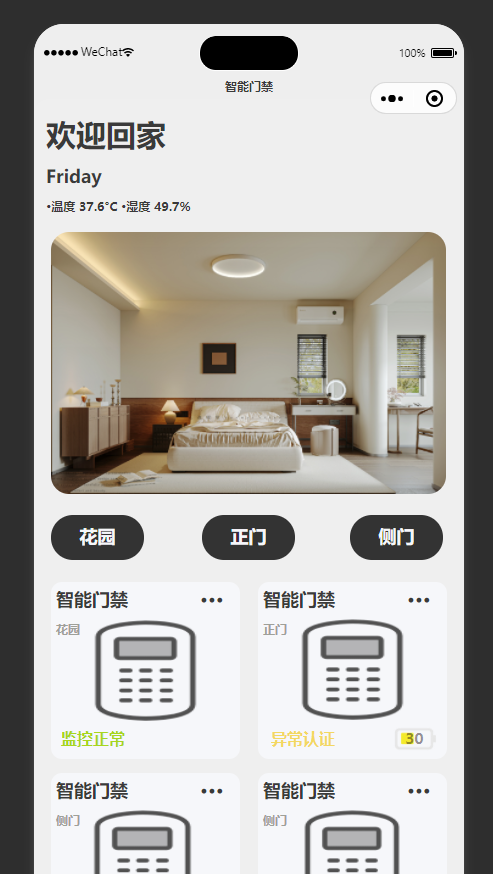 WeChat
100%
智能门禁
欢迎回家
Friday
•温度 37.6°C •湿度 49.7%
花园 正门 侧门
智能门禁 智能门禁
花园 正门
监控正常 异常认证 30
智能门禁 智能门禁
侧门 侧门